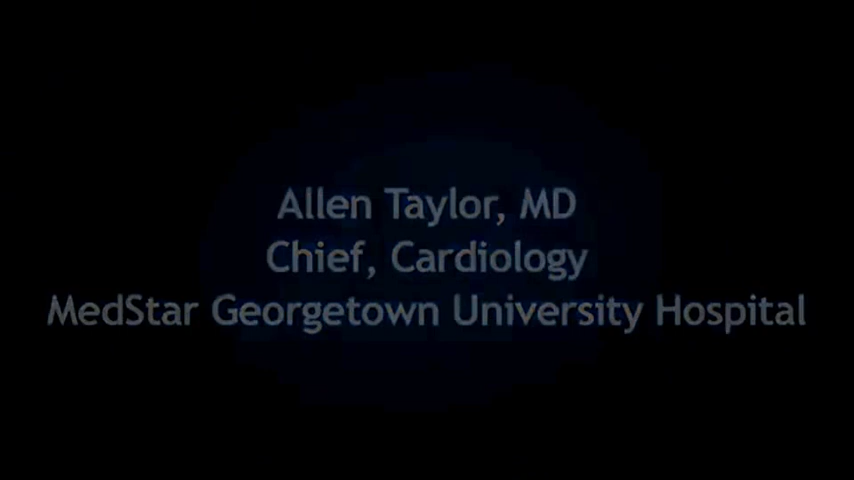 Allen Taylor, MD
Chief, Cardiology
MedStar Georgetown University Hospital